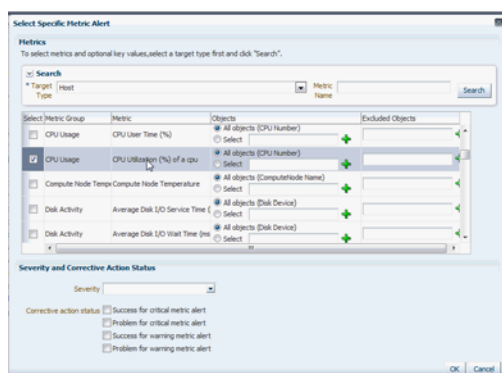 Select Specific Metric Alert
Metrics
To select metrics and optional key values,select a target type first and click "Search".
Search
* Target Type Host Metric Name Search
Select Metric Group Metric Objects Excluded Objects
CPU Usage CPU User Time (%) All objects (CPU Number)
Select
CPU Usage CPU Utilization (%) of a cpu All objects (CPU Number)
Select
Compute Node Temp Compute Node Temperature All objects (ComputeNode Name)
Select
Disk Activity Average Disk I/O Service Time ( All objects (Disk Device)
Select
Disk Activity Average Disk I/O Wait Time (ms All objects (Disk Device)
Select
Severity and Corrective Action Status
Severity
Corrective action status Success for critical metric alert
Problem for critical metric alert
Success for warning metric alert
Problem for warning metric alert
OK Cancel